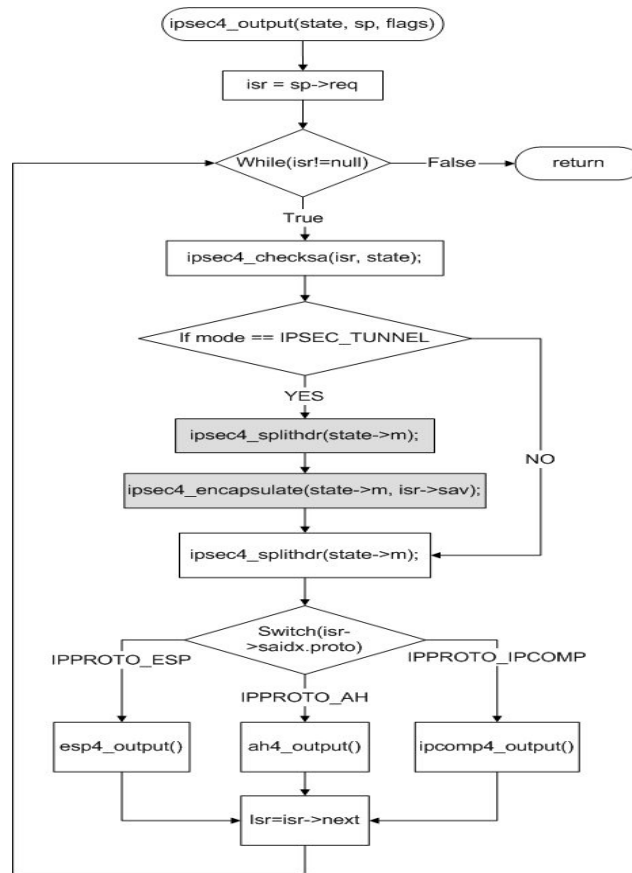 ipsec4_output(state, sp, flags)
isr = sp->req
While(isr!=null)
False
return
True
ipsec4_checksa(isr, state);
If mode == IPSEC_TUNNEL
YES
ipsec4_splithdr(state->m);
NO
ipsec4_encapsulate(state->m, isr->sav);
ipsec4_splithdr(state->m);
Switch(isr-
>saidx.proto)
IPPROTO_ESP
IPPROTO_IPCOMP
IPPROTO_AH
esp4_output()
ah4_output()
ipcomp4_output()
Isr=isr->next